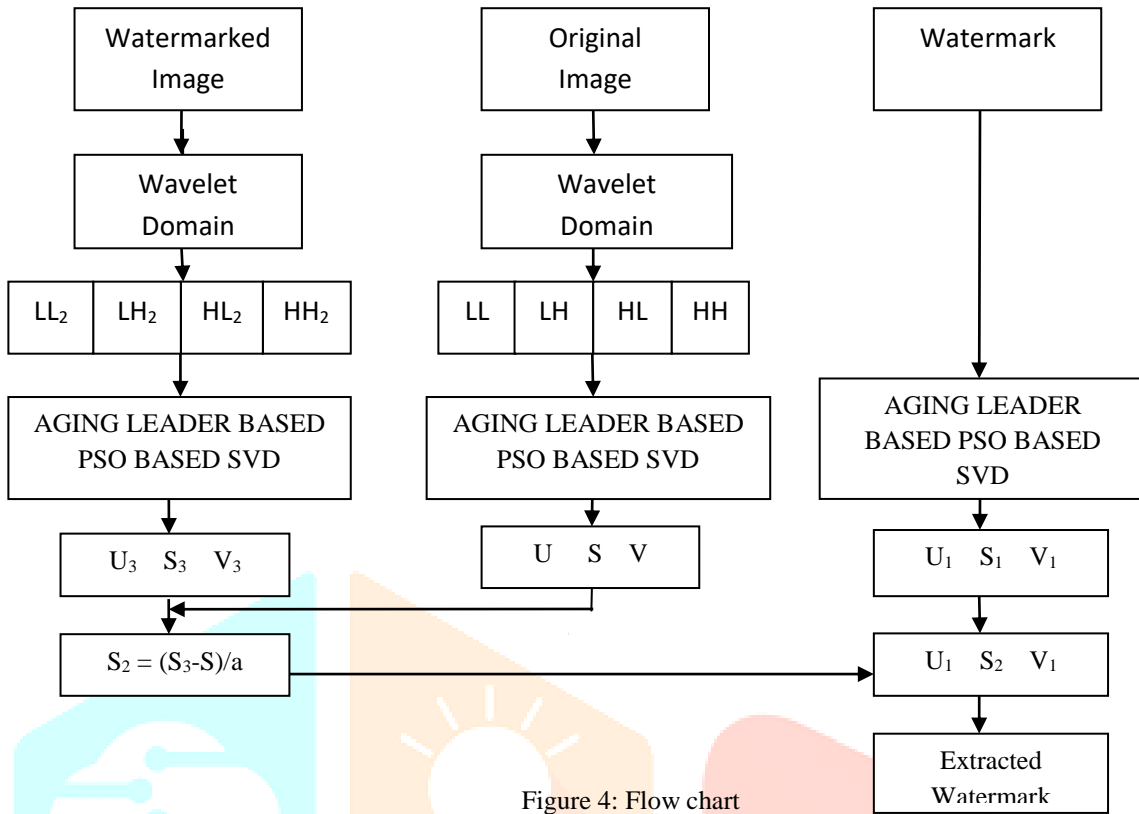 Watermarked
Image
Original
Image
Watermark
Wavelet
Domain
Wavelet
Domain
LL₂ LH₂ HL₂ HH₂
LL LH HL HH
AGING LEADER BASED
PSO BASED SVD
AGING LEADER BASED
PSO BASED SVD
AGING LEADER
BASED PSO BASED
SVD
U₃ S₃ V₃
U S V
U₁ S₁ V₁
S₂ = (S₃-S)/a
U₁ S₂ V₁
Extracted
Watermark
Figure 4: Flow chart